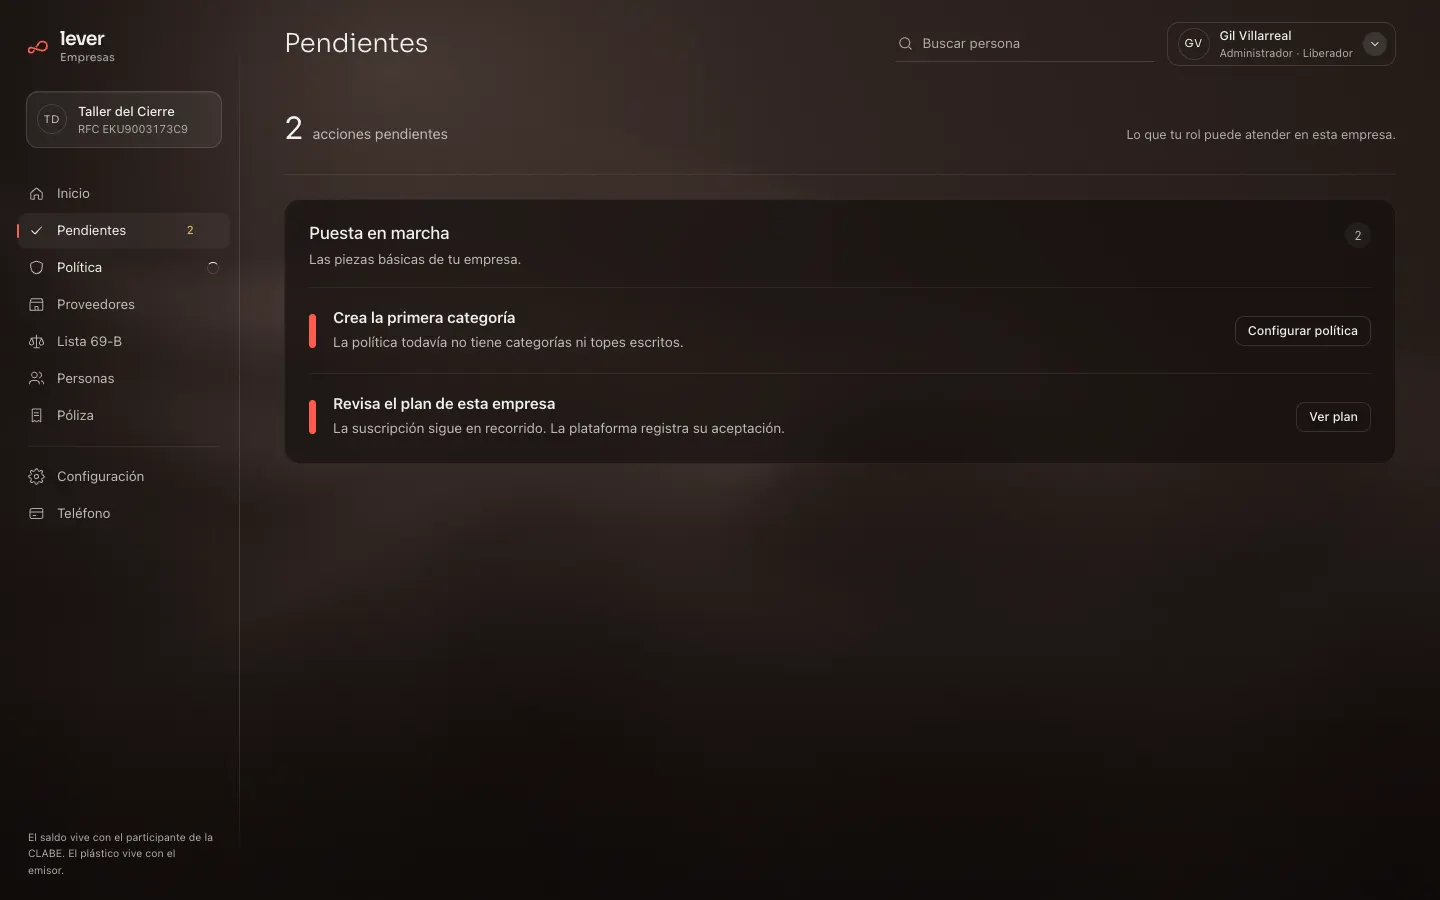 lever
Empresas
TD
Taller del Cierre
RFC EKU9003173C9
Inicio
Pendientes 2
Política
Proveedores
Lista 69-B
Personas
Póliza
Configuración
Teléfono
El saldo vive con el participante de la
CLABE. El plástico vive con el
emisor.
Pendientes
Buscar persona
GV
Gil Villarreal
Administrador · Liberador
2 acciones pendientes
Lo que tu rol puede atender en esta empresa.
Puesta en marcha
2
Las piezas básicas de tu empresa.
Crea la primera categoría
La política todavía no tiene categorías ni topes escritos.
Configurar política
Revisa el plan de esta empresa
La suscripción sigue en recorrido. La plataforma registra su aceptación.
Ver plan